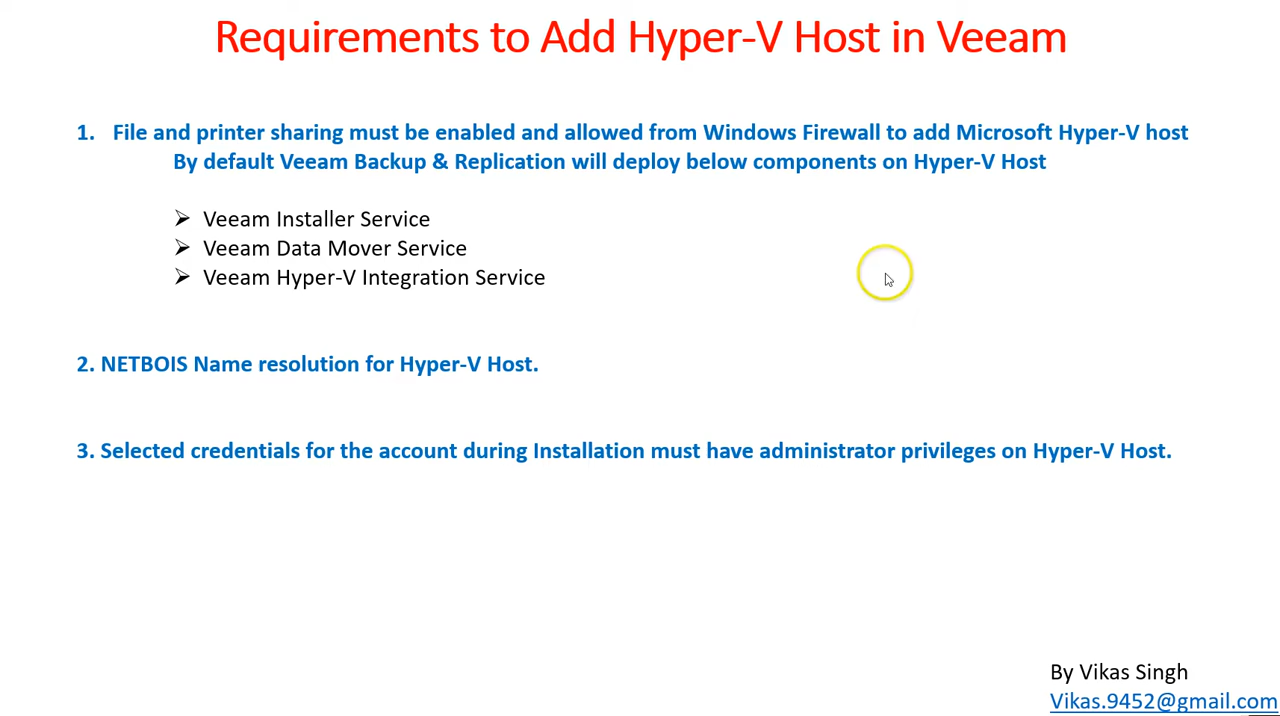 Requirements to Add Hyper-V Host in Veeam
1. File and printer sharing must be enabled and allowed from Windows Firewall to add Microsoft Hyper-V host
By default Veeam Backup & Replication will deploy below components on Hyper-V Host
➢ Veeam Installer Service
➢ Veeam Data Mover Service
➢ Veeam Hyper-V Integration Service
2. NETBOIS Name resolution for Hyper-V Host.
3. Selected credentials for the account during Installation must have administrator privileges on Hyper-V Host.
By Vikas Singh
Vikas.9452@gmail.com